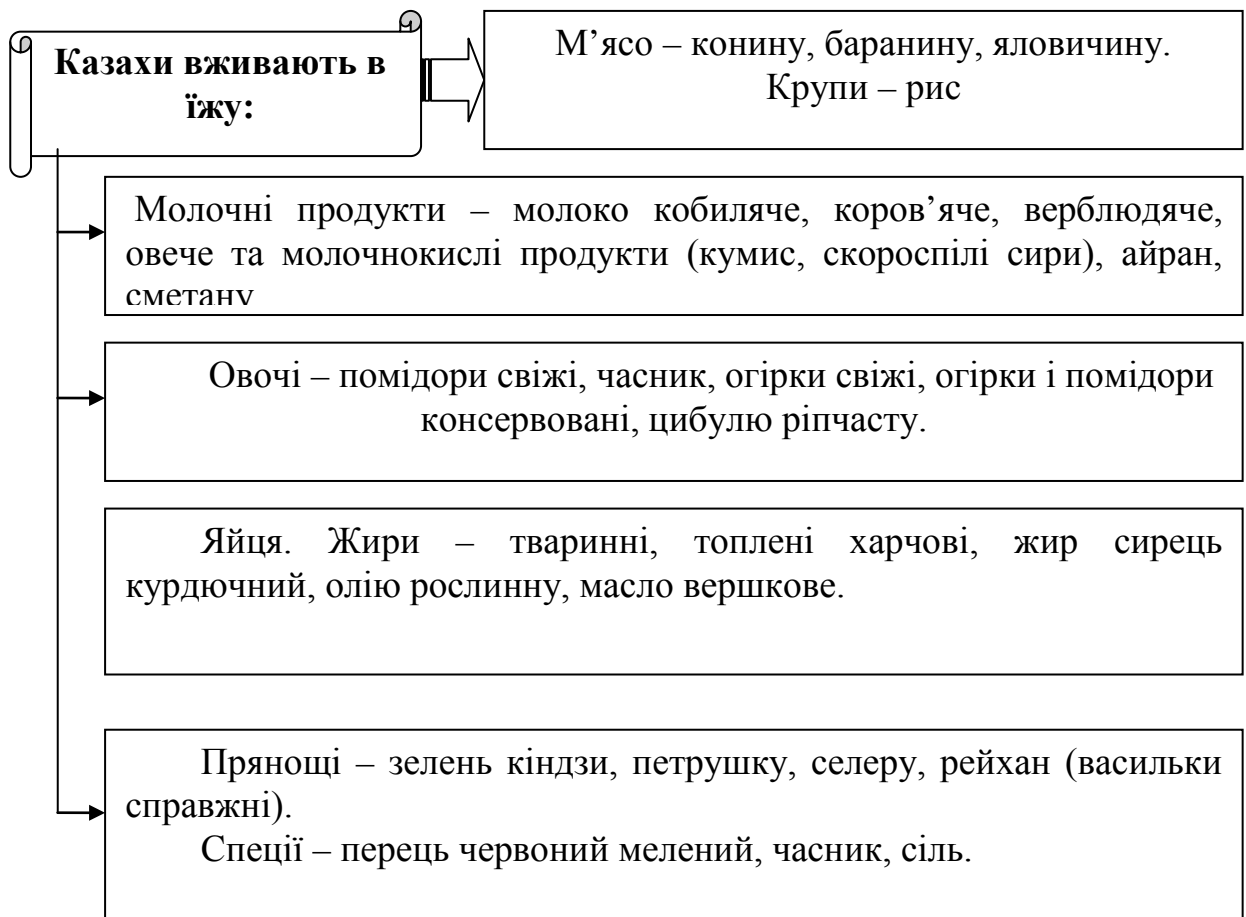 Казахи вживають в
їжу:
М’ясо – конину, баранину, яловичину.
Крупи – рис
Молочні продукти – молоко кобиляче, коров’яче, верблюдяче,
овече та молочнокислі продукти (кумис, скороспілі сири), айран,
сметану
Овочі – помідори свіжі, часник, огірки свіжі, огірки і помідори
консервовані, цибулю ріпчасту.
Яйця. Жири – тваринні, топлені харчові, жир сирець
курдючний, олію рослинну, масло вершкове.
Прянощі – зелень кіндзи, петрушку, селеру, рейхан (васильки
справжні).
Спеції – перець червоний мелений, часник, сіль.